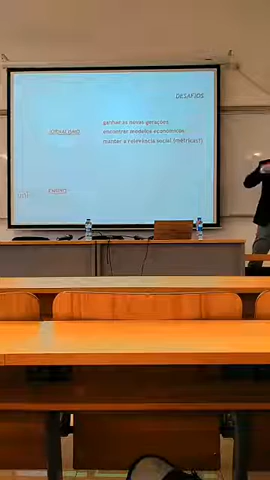 DESAFIOS
JORNALISMO
ganhar as novas gerações
encontrar modelos económicos
manter a relevância social (métricas?)